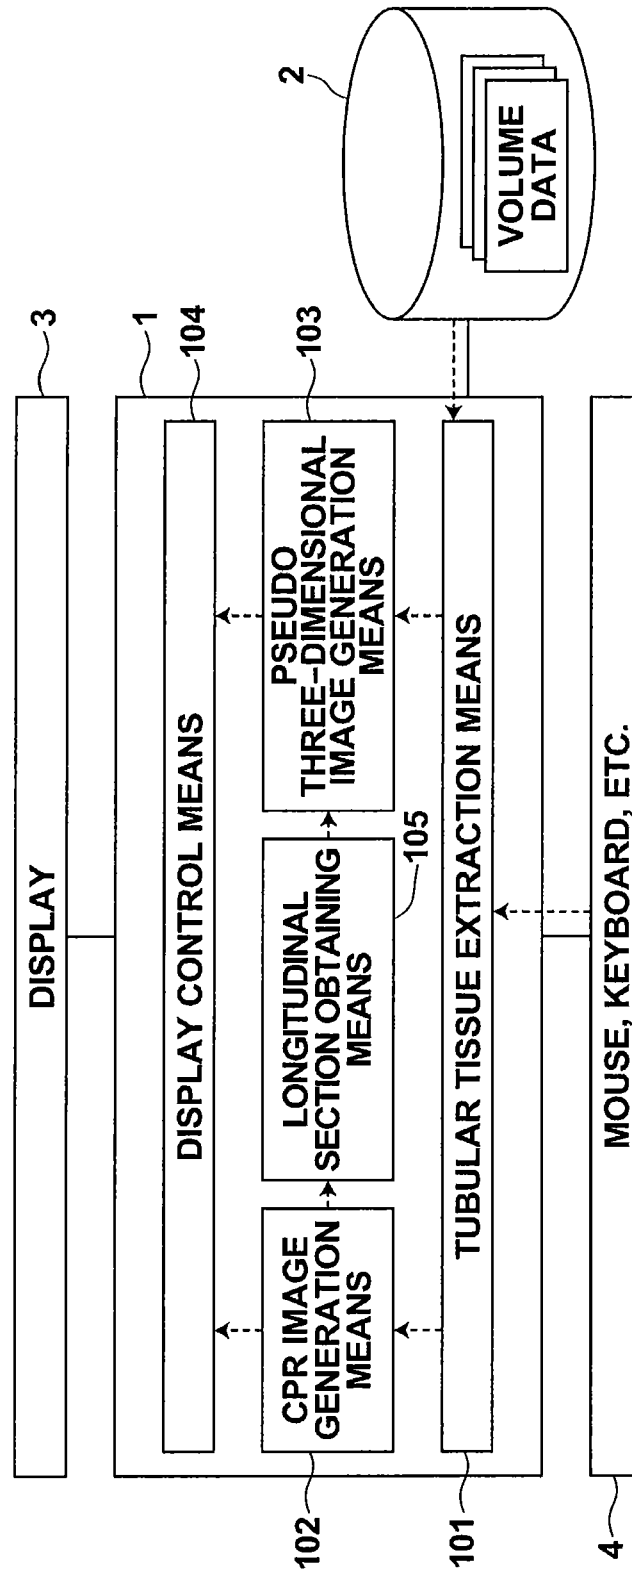 DISPLAY
3
1
DISPLAY CONTROL MEANS
104
CPR IMAGE
GENERATION
MEANS
102
LONGITUDINAL
SECTION OBTAINING
MEANS
105
PSEUDO
THREE-DIMENSIONAL
IMAGE GENERATION
MEANS
103
TUBULAR TISSUE EXTRACTION MEANS
101
2
VOLUME
DATA
MOUSE, KEYBOARD, ETC.
4